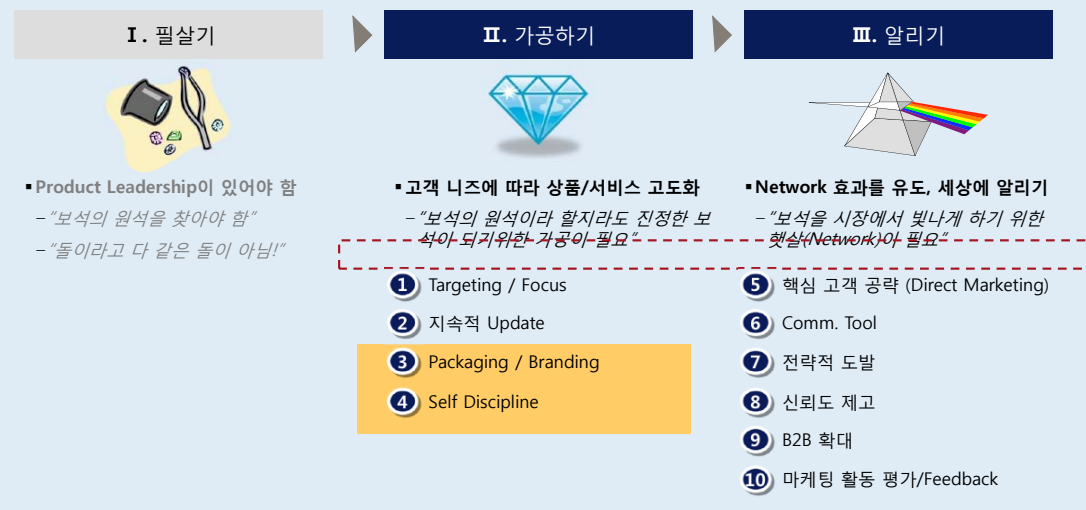 Ⅰ. 필살기
Ⅱ. 가공하기
Ⅲ. 알리기
▪Product Leadership이 있어야 함
–“보석의 원석을 찾아야 함”
–“돌이라고 다 같은 돌이 아님!”
▪고객 니즈에 따라 상품/서비스 고도화
–“보석의 원석이라 할지라도 진정한 보
석이 되기위한 가공이 필요”
1 Targeting / Focus
2 지속적 Update
3 Packaging / Branding
4 Self Discipline
▪Network 효과를 유도, 세상에 알리기
–“보석을 시장에서 빛나게 하기 위한
햇살(Network)이 필요”
5 핵심 고객 공략 (Direct Marketing)
6 Comm. Tool
7 전략적 도발
8 신뢰도 제고
9 B2B 확대
10 마케팅 활동 평가/Feedback